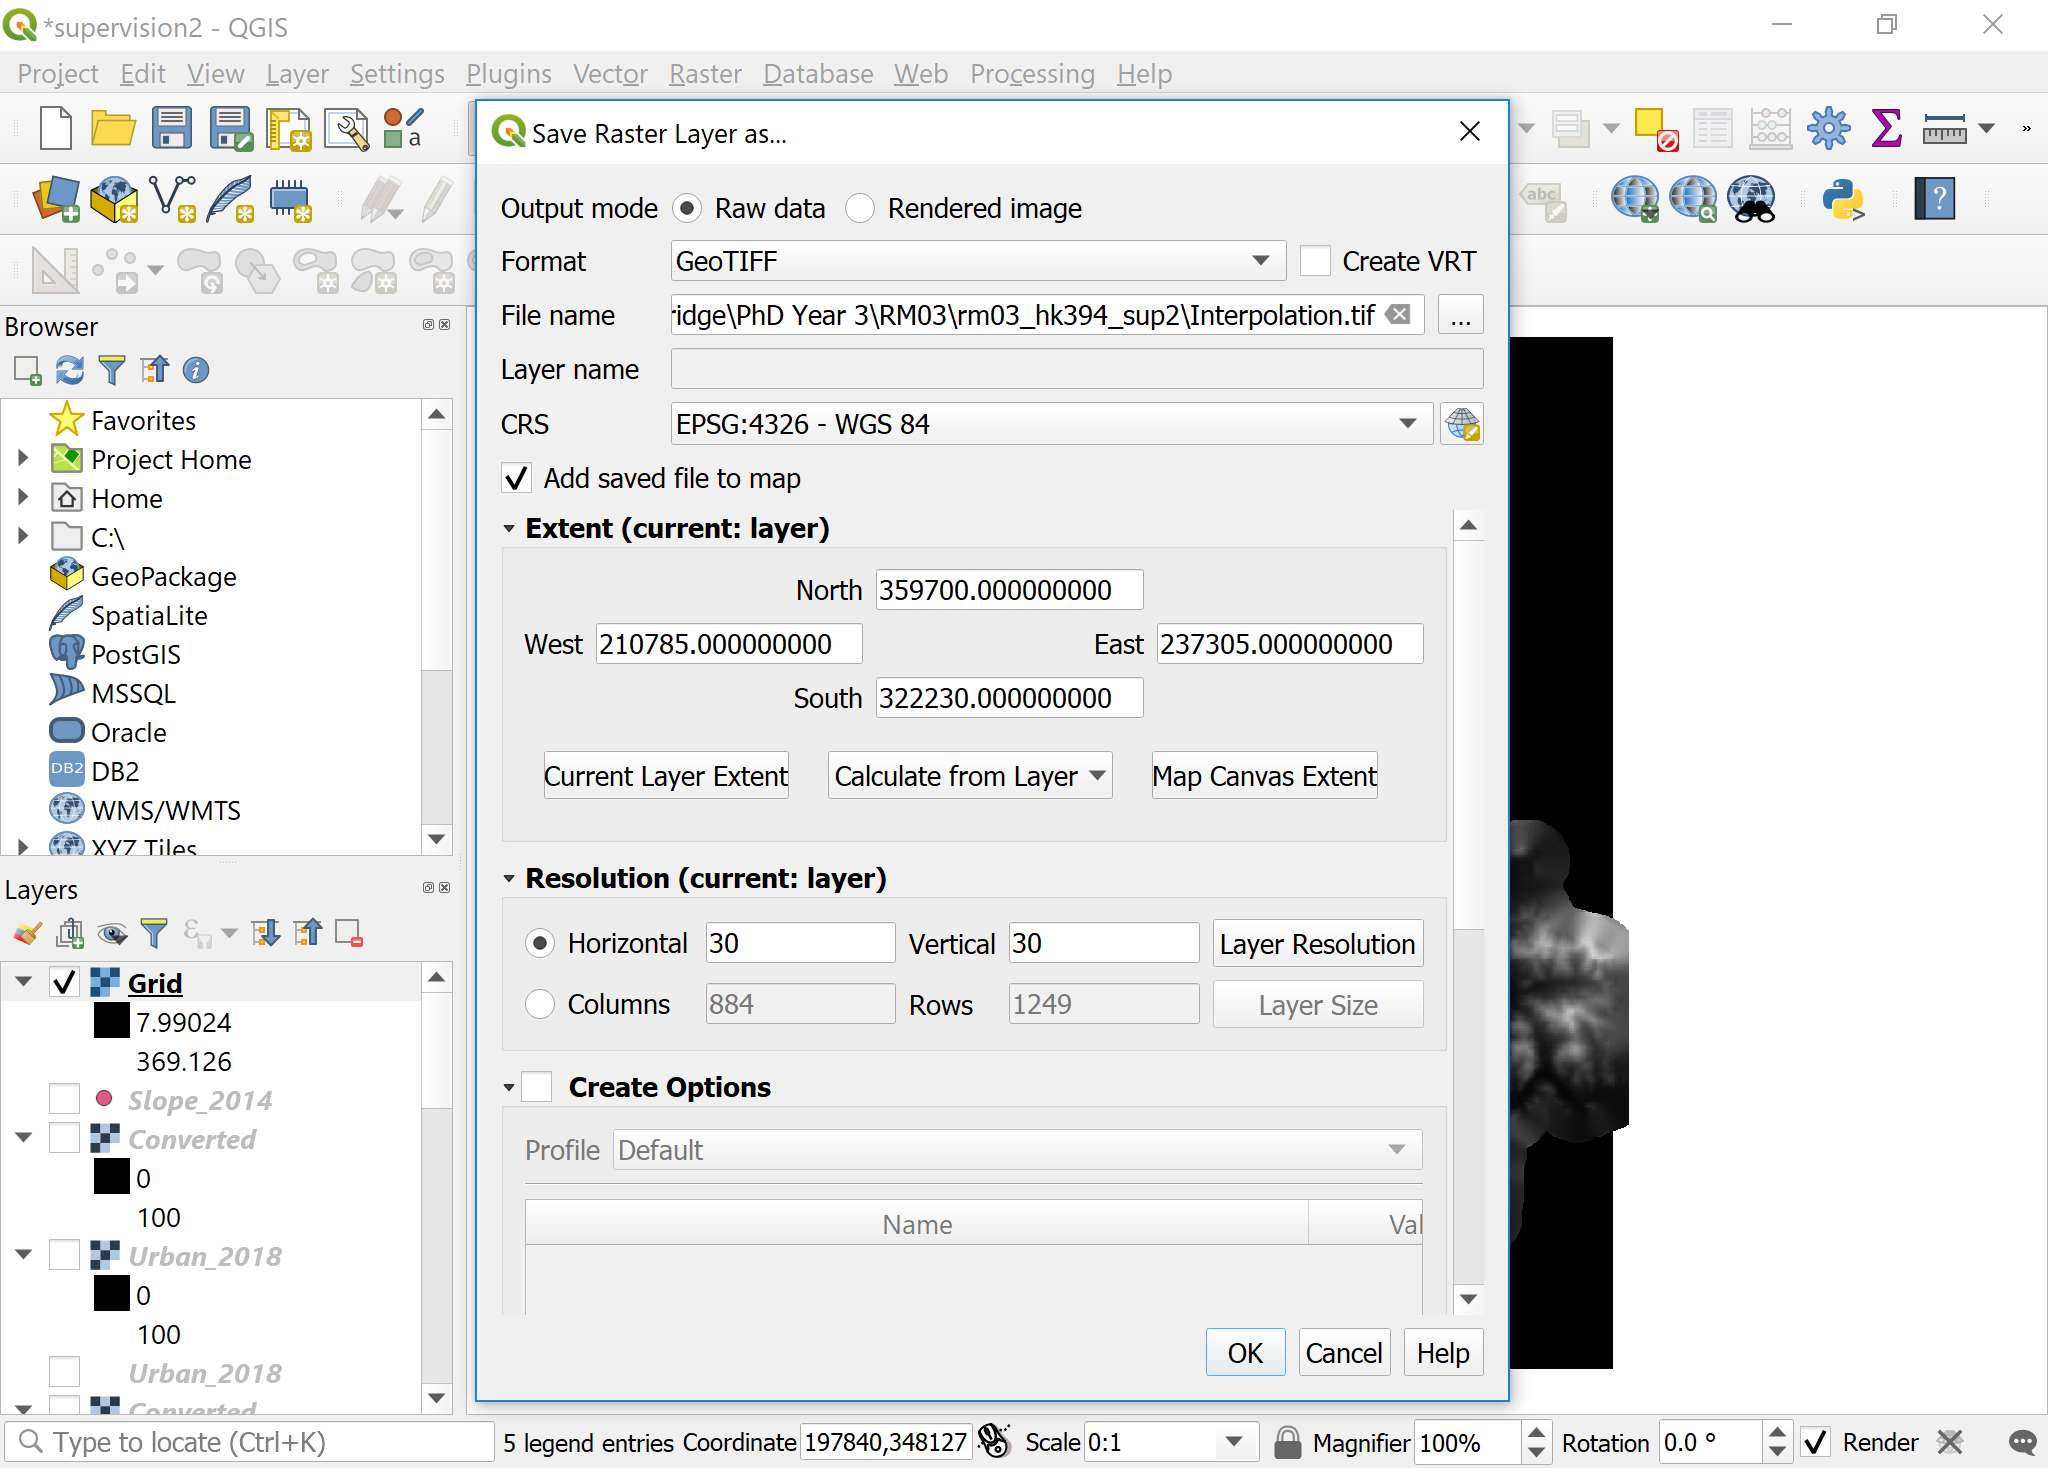 *supervision2 - QGIS
Project Edit View Layer Settings Plugins Vector Raster Database Web Processing Help
a
»
abc
?
Save Raster Layer as...
Output mode Raw data Rendered image
Format GeoTIFF Create VRT
File name ridge\PhD Year 3\RM03\rm03_hk394_sup2\Interpolation.tif ...
Layer name
CRS EPSG:4326 - WGS 84
Add saved file to map
Extent (current: layer)
North 359700.000000000
West 210785.000000000 East 237305.000000000
South 322230.000000000
Current Layer Extent Calculate from Layer Map Canvas Extent
Resolution (current: layer)
Horizontal 30 Vertical 30 Layer Resolution
Columns 884 Rows 1249 Layer Size
Create Options
Profile Default
Name Val
OK Cancel Help
Browser
Favorites
Project Home
Home
C:\
GeoPackage
SpatiaLite
PostGIS
MSSQL
Oracle
DB2 DB2
WMS/WMTS
XYZ Tiles
Layers
Grid
7.99024
369.126
Slope_2014
Converted
0
100
Urban_2018
0
100
Urban_2018
Converted
Type to locate (Ctrl+K) 5 legend entries Coordinate 197840,348127 Scale 0:1 Magnifier 100% Rotation 0.0 ° Render